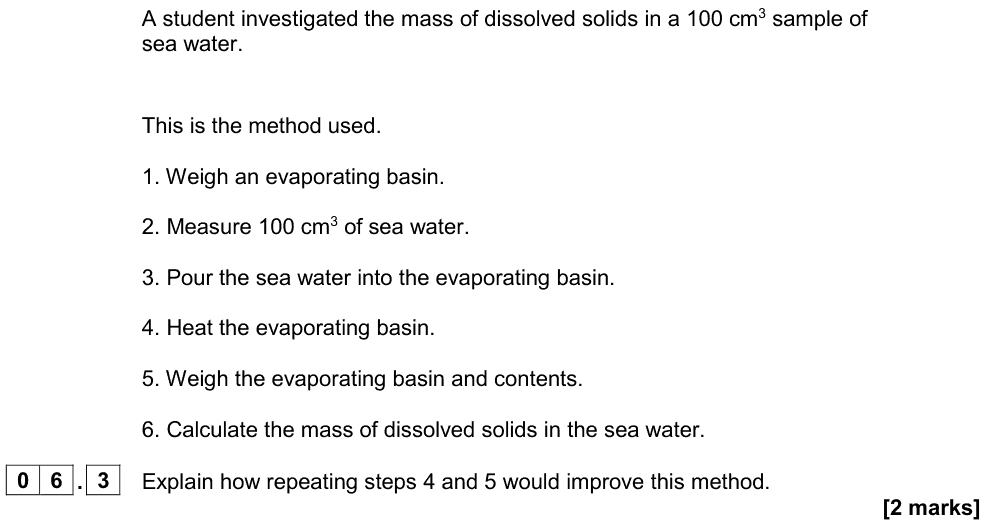 A student investigated the mass of dissolved solids in a 100 cm³ sample of
sea water.
This is the method used.
1. Weigh an evaporating basin.
2. Measure 100 cm³ of sea water.
3. Pour the sea water into the evaporating basin.
4. Heat the evaporating basin.
5. Weigh the evaporating basin and contents.
6. Calculate the mass of dissolved solids in the sea water.
0 6 . 3 Explain how repeating steps 4 and 5 would improve this method.
[2 marks]